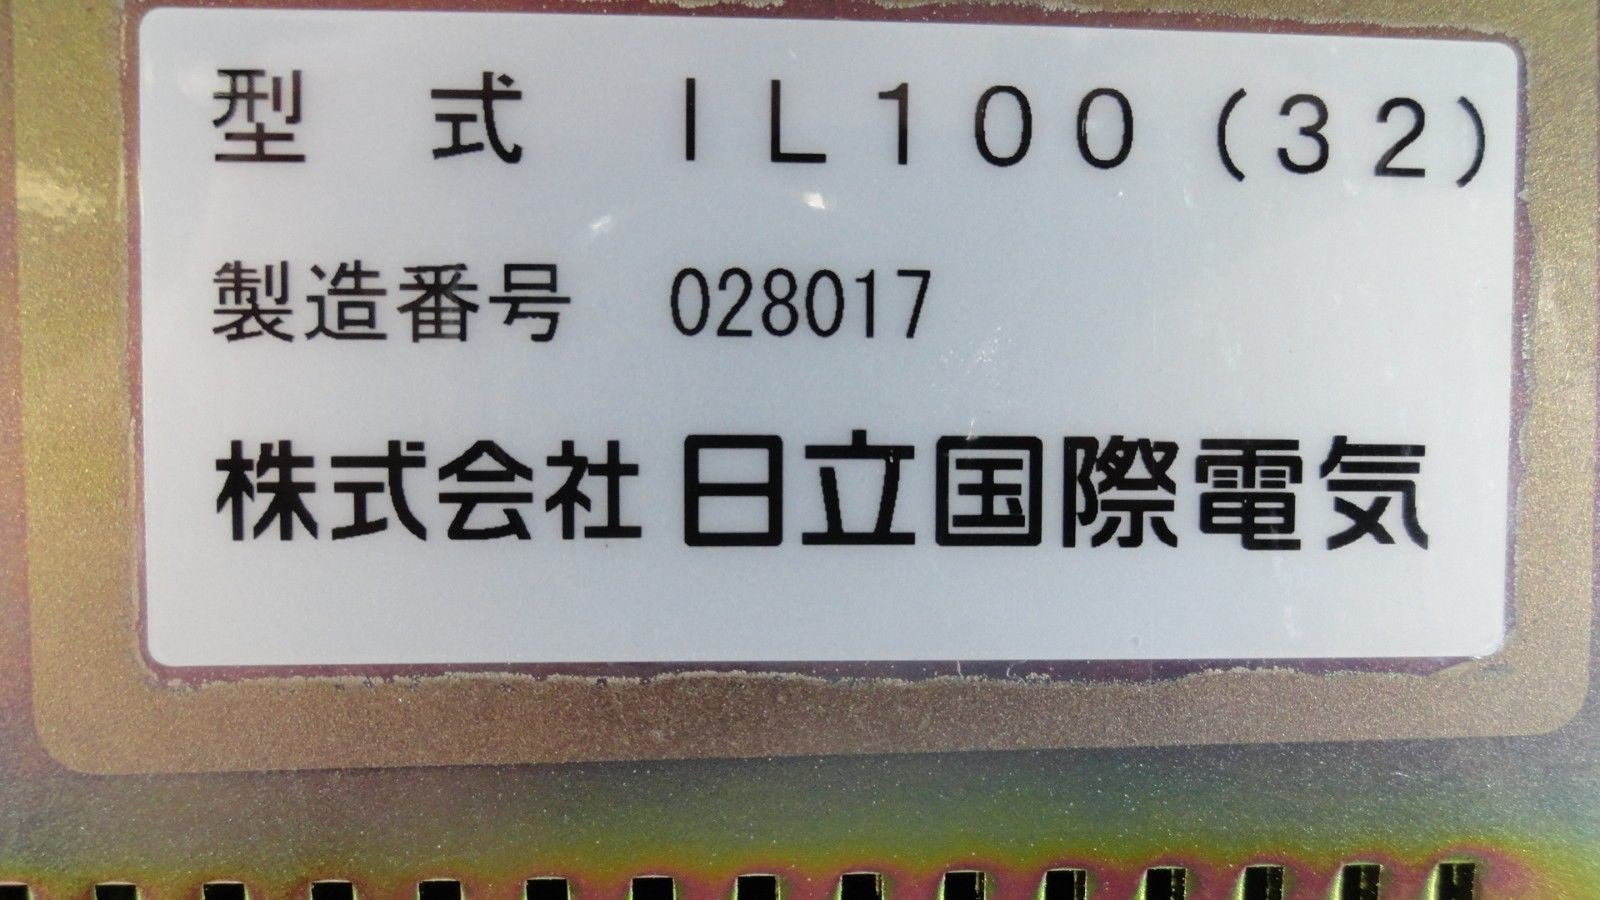 型　式　ＩＬ１００（３２）
製造番号　028017
株式会社 日立国際電気